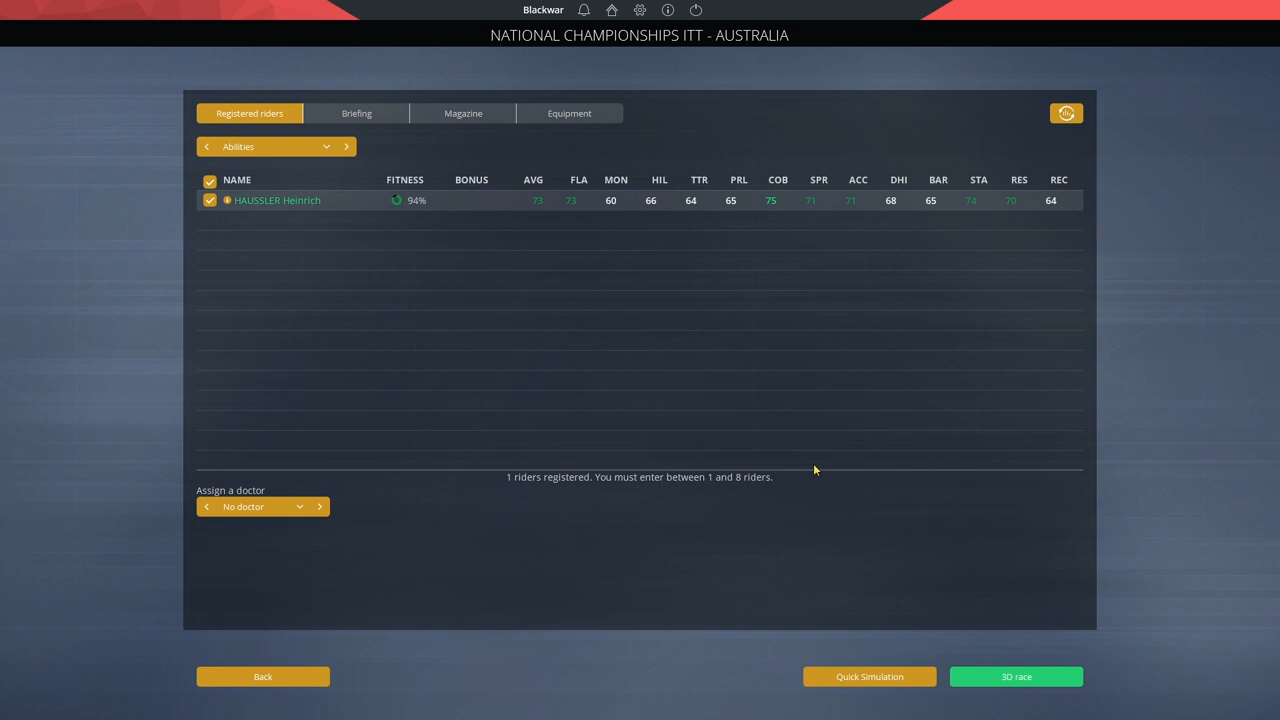 Blackwar
NATIONAL CHAMPIONSHIPS ITT - AUSTRALIA
Registered riders Briefing Magazine Equipment
Abilities
NAME FITNESS BONUS AVG FLA MON HIL TTR PRL COB SPR ACC DHI BAR STA RES REC
HAUSSLER Heinrich 94% 73 73 60 66 64 65 75 71 71 68 65 74 70 64
1 riders registered. You must enter between 1 and 8 riders.
Assign a doctor
No doctor
Back Quick Simulation 3D race